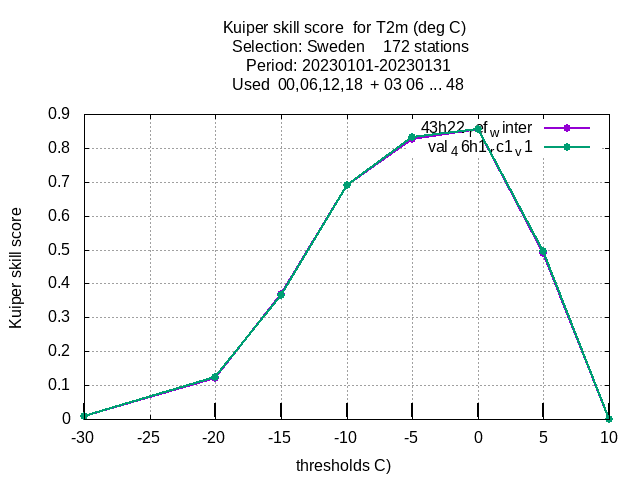 Kuiper skill score  for T2m (deg C)
Selection: Sweden    172 stations
Period: 20230101-20230131
Used  00,06,12,18  + 03 06 ... 48
0.9
0.8
0.7
0.6
0.5
0.4
0.3
0.2
0.1
0
Kuiper skill score
-30 -25 -20 -15 -10 -5 0 5 10
thresholds C)
inter